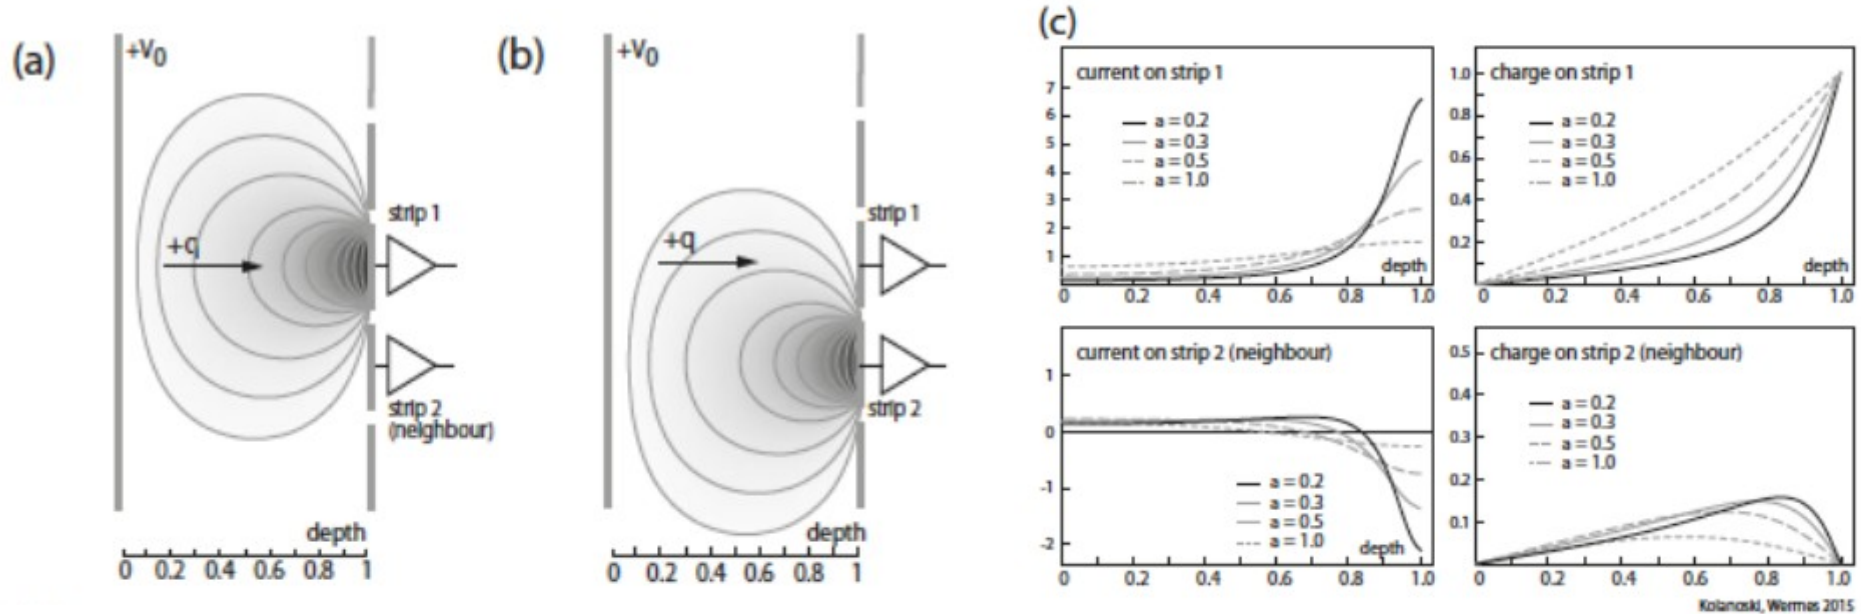 (a)
+V0
+q
strip 1
strip 2
(neighbour)
depth
0 0.2 0.4 0.6 0.8 1
(b)
+V0
+q
strip 1
strip 2
depth
0 0.2 0.4 0.6 0.8 1
(c)
current on strip 1
7
6
5
4
3
2
1
a = 0.2
a = 0.3
a = 0.5
a = 1.0
depth
0 0.2 0.4 0.6 0.8 1.0
charge on strip 1
1.0
0.8
0.6
0.4
0.2
a = 0.2
a = 0.3
a = 0.5
a = 1.0
depth
0 0.2 0.4 0.6 0.8 1.0
current on strip 2 (neighbour)
1
0
-1
-2
a = 0.2
a = 0.3
a = 0.5
a = 1.0
depth
0 0.2 0.4 0.6 0.8 1.0
charge on strip 2 (neighbour)
0.5
0.4
0.3
0.2
0.1
a = 0.2
a = 0.3
a = 0.5
a = 1.0
0 0.2 0.4 0.6 0.8 1.0
Kolanoski, Wermes 2015